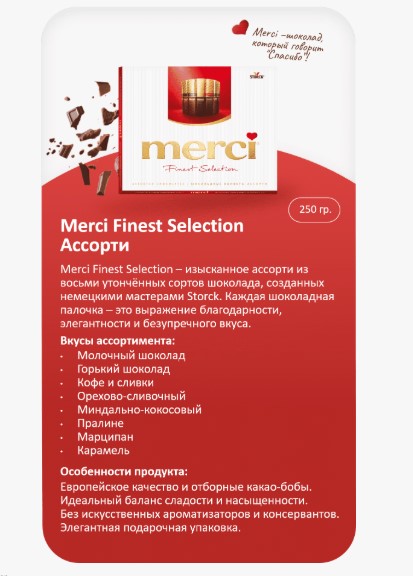 Merci –шоколад,
который говорит
"Спасибо"!
STORCK
merci
Finest Selection
250 гр.
Merci Finest Selection
Ассорти
Merci Finest Selection – изысканное ассорти из
восьми утончённых сортов шоколада, созданных
немецкими мастерами Storck. Каждая шоколадная
палочка – это выражение благодарности,
элегантности и безупречного вкуса.
Вкусы ассортимента:
· Молочный шоколад
· Горький шоколад
· Кофе и сливки
· Орехово-сливочный
· Миндально-кокосовый
· Пралине
· Марципан
· Карамель
Особенности продукта:
Европейское качество и отборные какао-бобы.
Идеальный баланс сладости и насыщенности.
Без искусственных ароматизаторов и консервантов.
Элегантная подарочная упаковка.